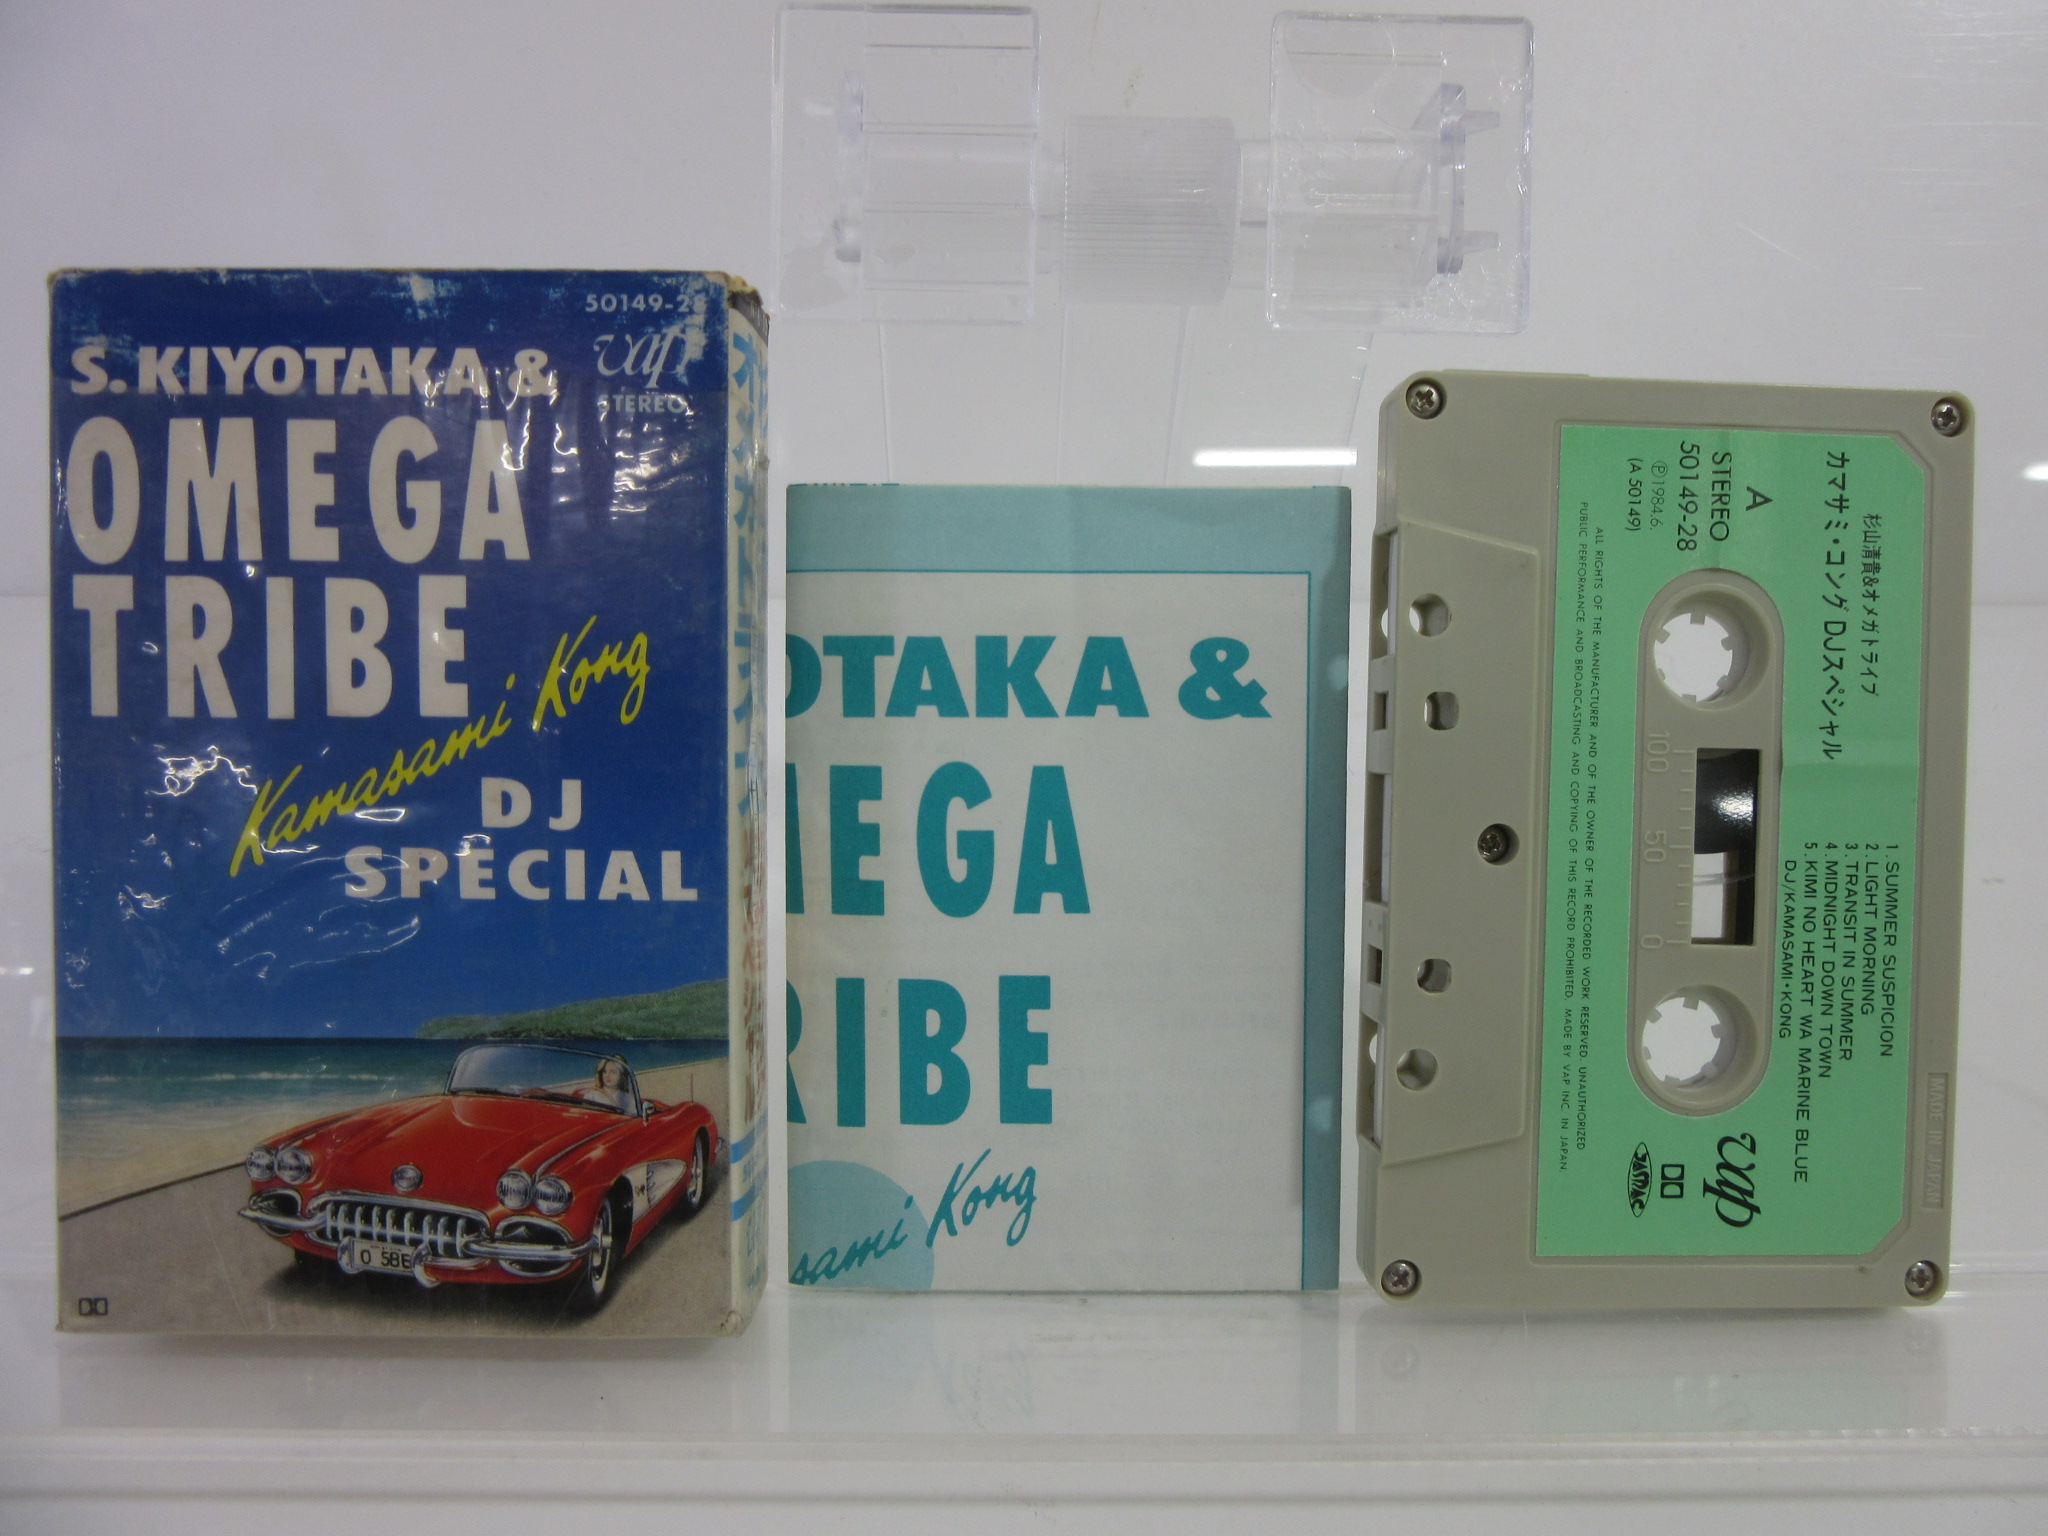 50149-28
vap
STEREO
S. KIYOTAKA &
OMEGA
TRIBE
Kamasami Kong
DJ
SPECIAL
OTAKA &
MEGA
RIBE
sami Kong
杉山清貴&オメガトライブ
カマサミ・コングDJスペシャル
1. SUMMER SUSPICION
2. LIGHT MORNING
3. TRANSIT IN SUMMER
4. MIDNIGHT DOWN TOWN
5. KIMI NO HEART WA MARINE BLUE
DJ/KAMASAMI・KONG
A
STEREO
50149-28
Ⓟ1984.6.
(A50149)
vap
JASRAC
100 50 0
ALL RIGHTS OF THE MANUFACTURER AND OF THE OWNER OF THE RECORDED WORK RESERVED. UNAUTHORIZED
PUBLIC PERFORMANCE AND BROADCASTING AND COPYING OF THIS RECORD PROHIBITED. MADE BY VAP INC. IN JAPAN.
MADE IN JAPAN